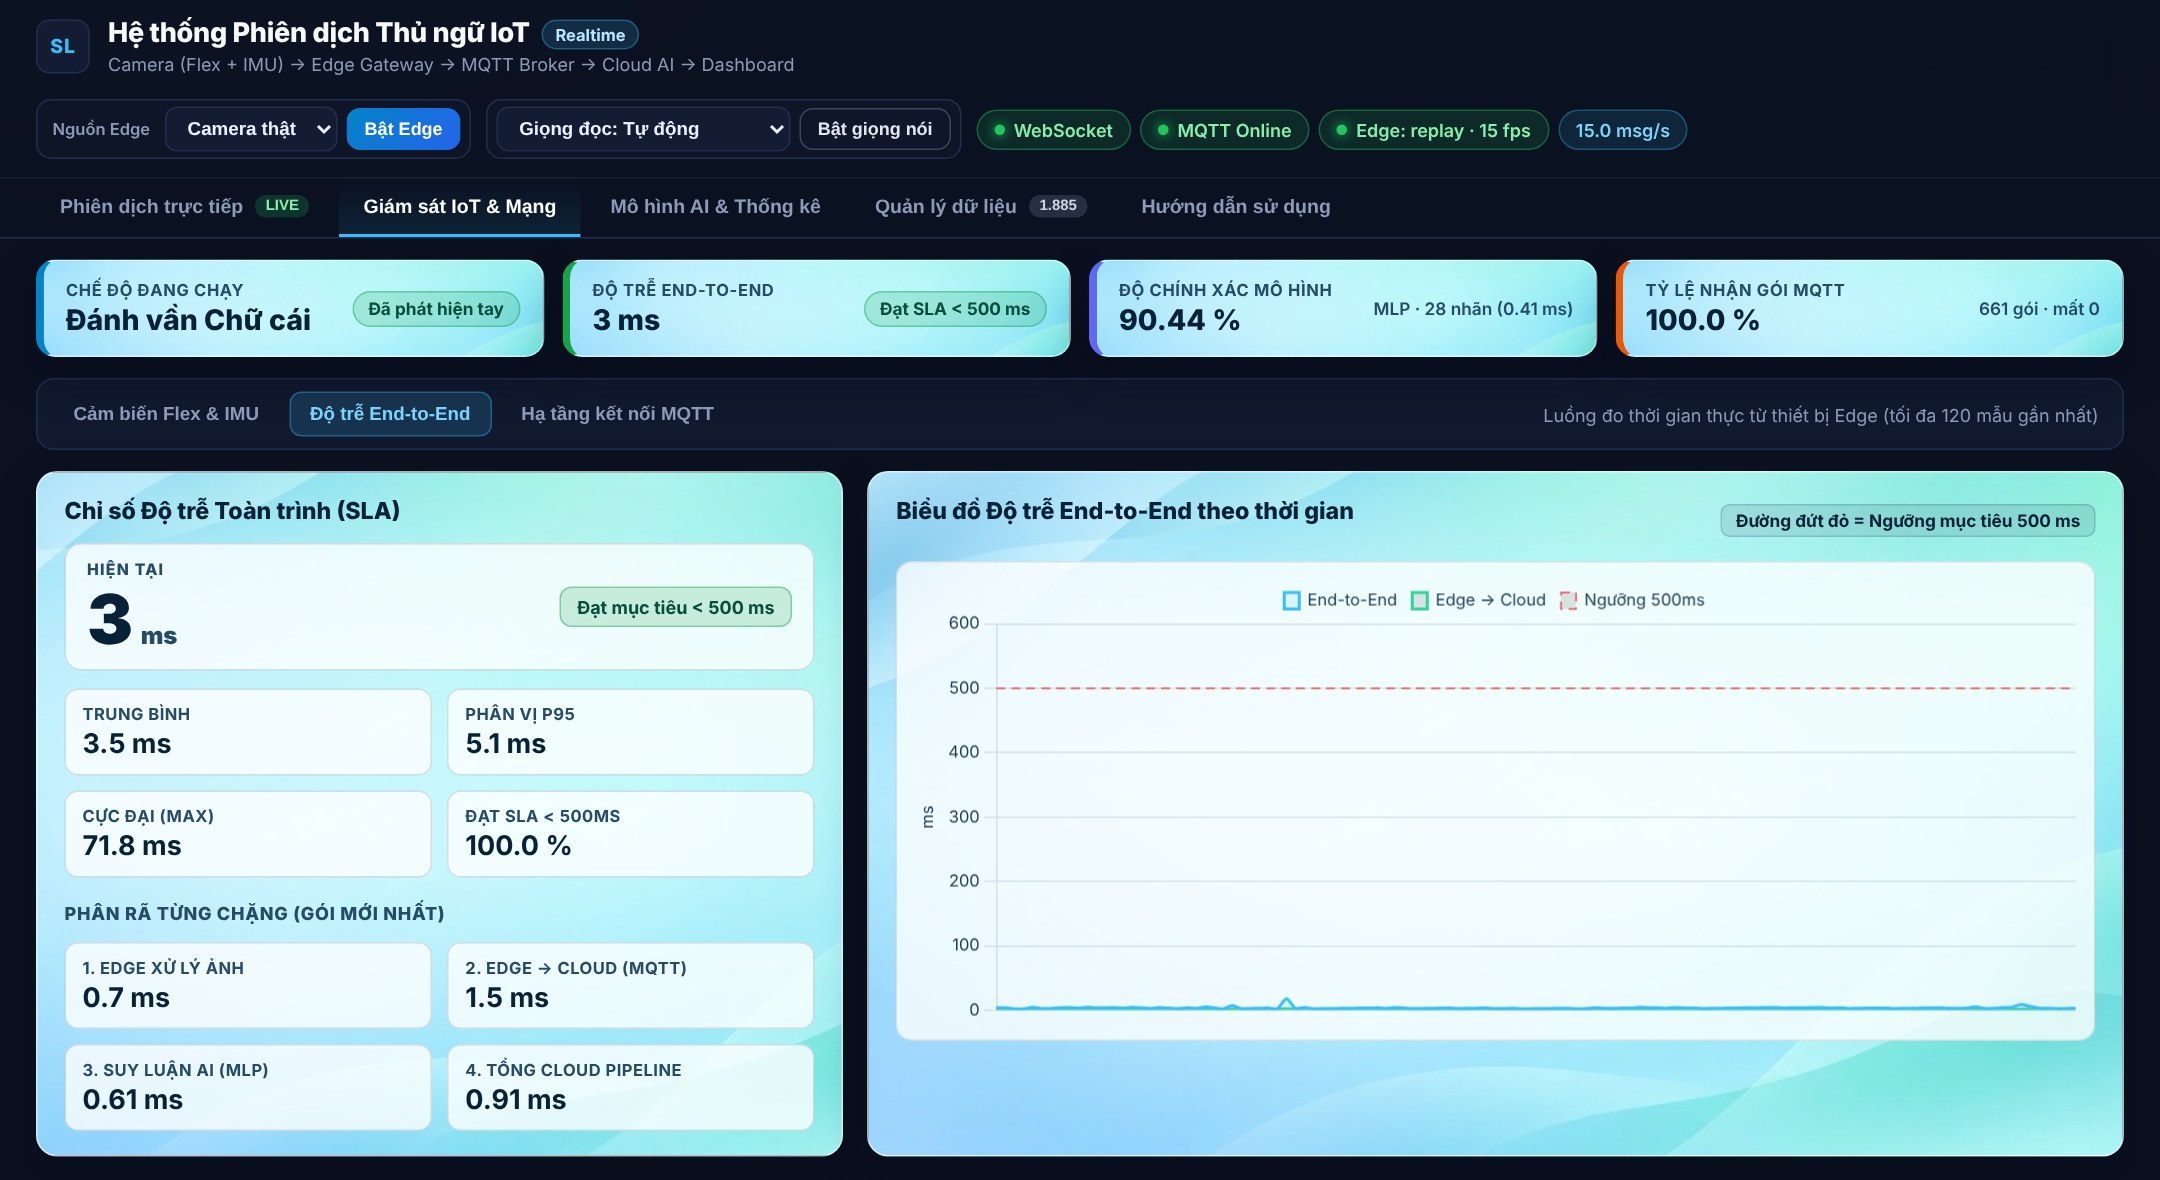 SL
Hệ thống Phiên dịch Thủ ngữ IoT Realtime
Camera (Flex + IMU) → Edge Gateway → MQTT Broker → Cloud AI → Dashboard
Nguồn Edge Camera thật Bật Edge Giọng đọc: Tự động Bật giọng nói WebSocket MQTT Online Edge: replay · 15 fps 15.0 msg/s
Phiên dịch trực tiếp LIVE Giám sát IoT & Mạng Mô hình AI & Thống kê Quản lý dữ liệu 1.885 Hướng dẫn sử dụng
CHẾ ĐỘ ĐANG CHẠY
Đánh vần Chữ cái
Đã phát hiện tay
ĐỘ TRỄ END-TO-END
3 ms
Đạt SLA < 500 ms
ĐỘ CHÍNH XÁC MÔ HÌNH
90.44 %
MLP · 28 nhãn (0.41 ms)
TỶ LỆ NHẬN GÓI MQTT
100.0 %
661 gói · mất 0
Cảm biến Flex & IMU Độ trễ End-to-End Hạ tầng kết nối MQTT Luồng đo thời gian thực từ thiết bị Edge (tối đa 120 mẫu gần nhất)
Chỉ số Độ trễ Toàn trình (SLA)
HIỆN TẠI
3 ms
Đạt mục tiêu < 500 ms
TRUNG BÌNH
3.5 ms
PHÂN VỊ P95
5.1 ms
CỰC ĐẠI (MAX)
71.8 ms
ĐẠT SLA < 500MS
100.0 %
PHÂN RÃ TỪNG CHẶNG (GÓI MỚI NHẤT)
1. EDGE XỬ LÝ ẢNH
0.7 ms
2. EDGE → CLOUD (MQTT)
1.5 ms
3. SUY LUẬN AI (MLP)
0.61 ms
4. TỔNG CLOUD PIPELINE
0.91 ms
Biểu đồ Độ trễ End-to-End theo thời gian
Đường đứt đỏ = Ngưỡng mục tiêu 500 ms
End-to-End Edge → Cloud Ngưỡng 500ms
600
500
400
300
200
100
0
ms